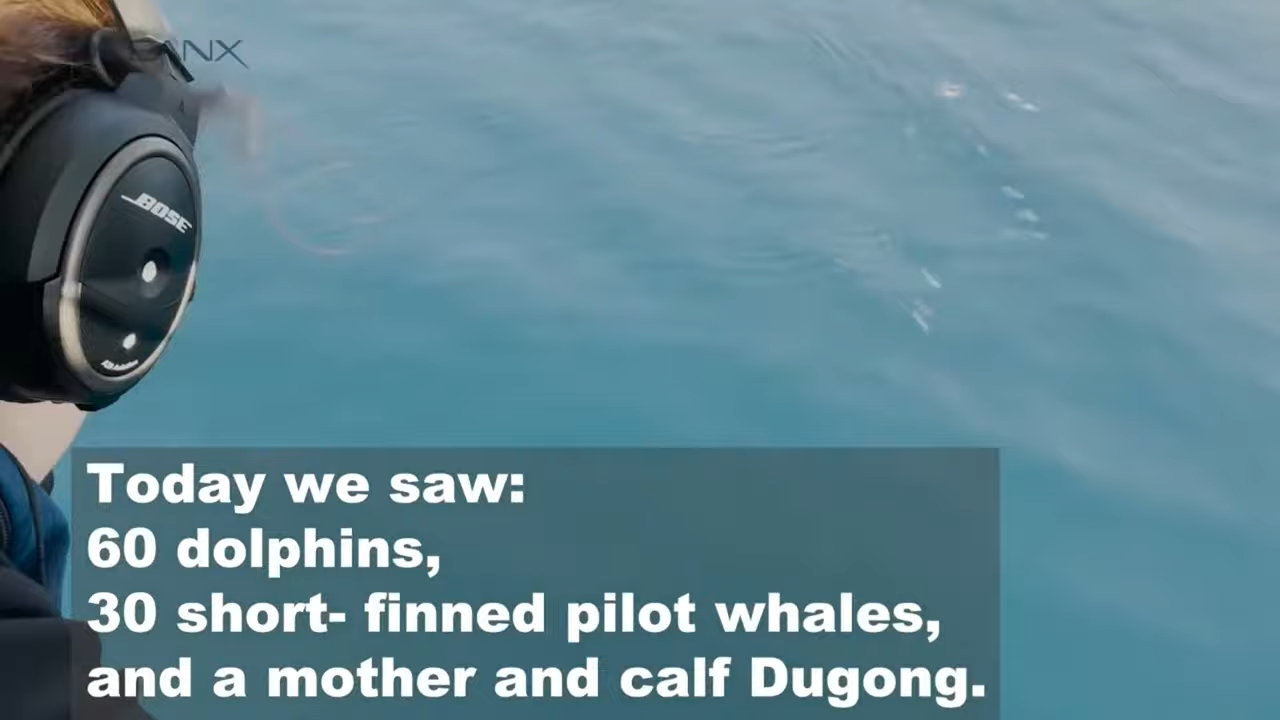 BOSE
Today we saw:
60 dolphins,
30 short- finned pilot whales,
and a mother and calf Dugong.